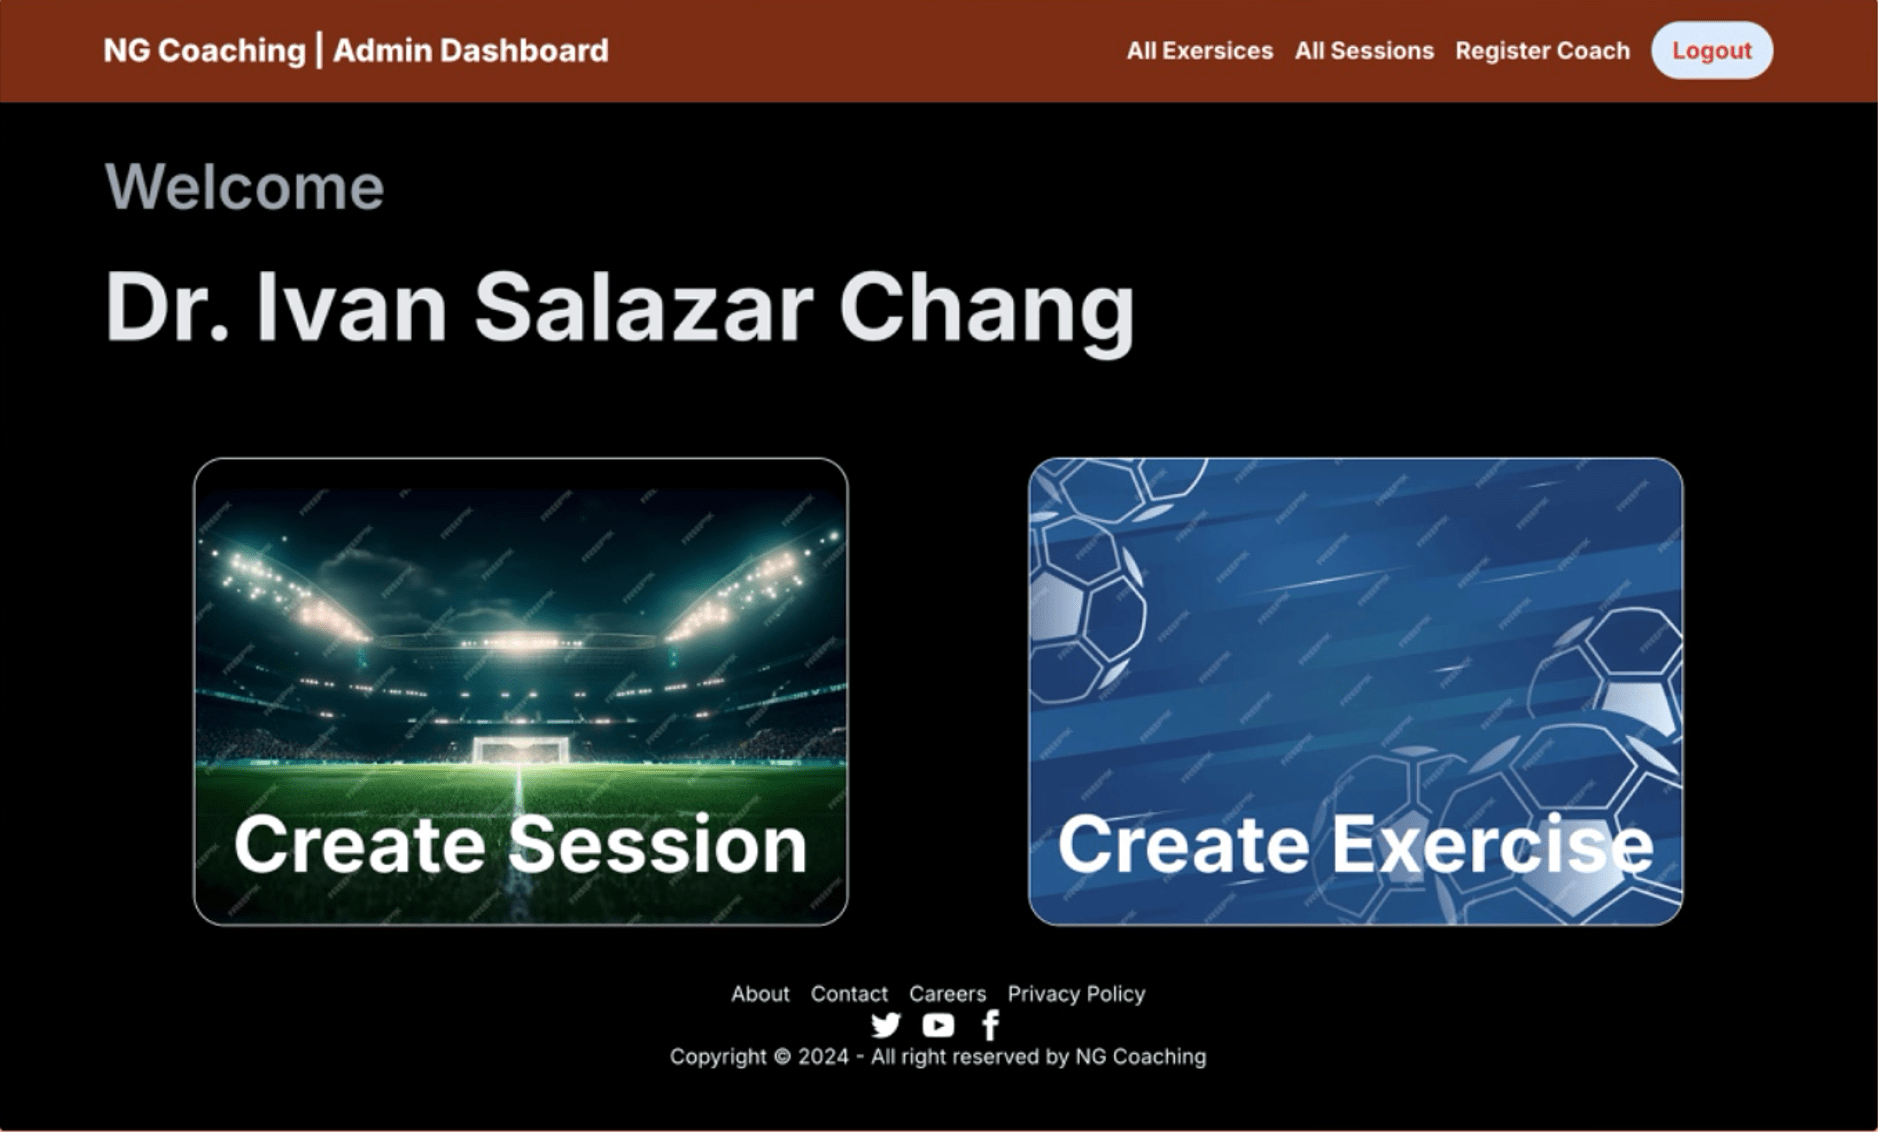 NG Coaching | Admin Dashboard
All Exersices All Sessions Register Coach Logout
Welcome
Dr. Ivan Salazar Chang
Create Session
Create Exercise
About Contact Careers Privacy Policy
Copyright © 2024 - All right reserved by NG Coaching
FREEPIK